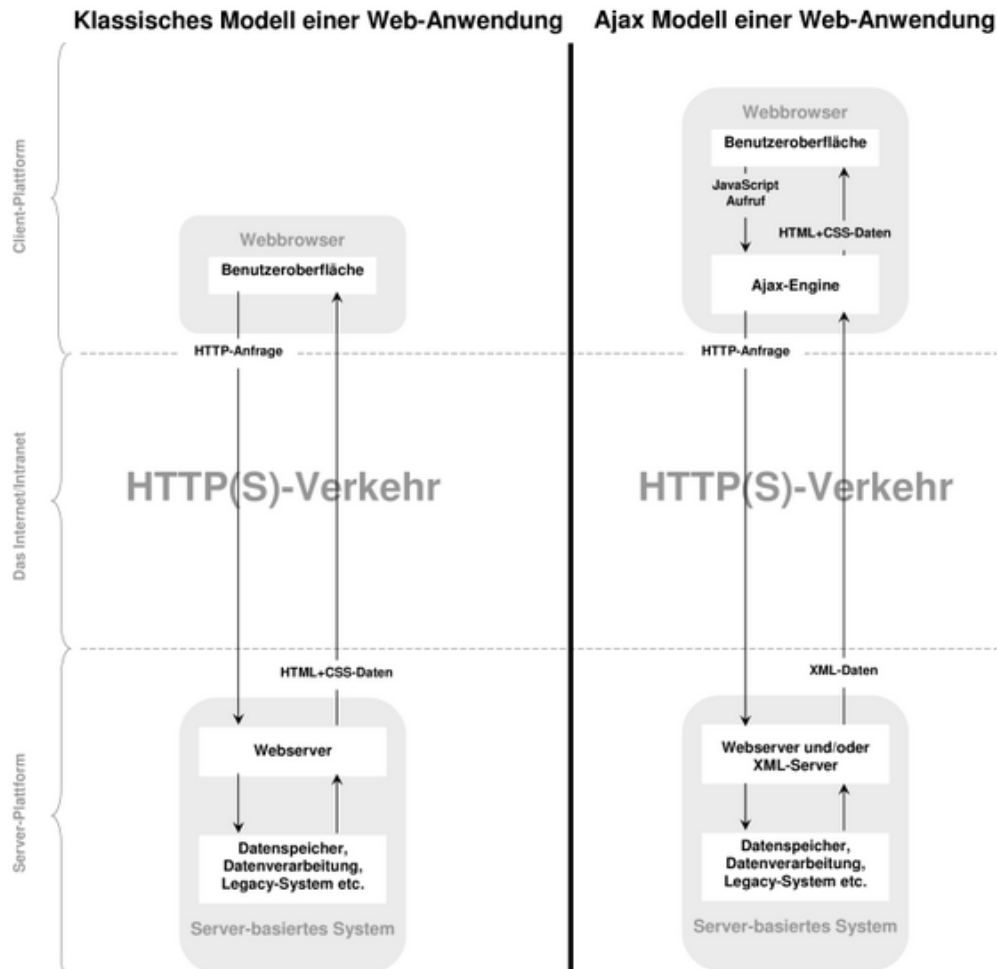 Klassisches Modell einer Web-Anwendung
Ajax Modell einer Web-Anwendung
Client-Plattform
Das Internet/Intranet
Server-Plattform
Webbrowser
Benutzeroberfläche
HTTP-Anfrage
HTTP(S)-Verkehr
HTML+CSS-Daten
Webserver
Datenspeicher,
Datenverarbeitung,
Legacy-System etc.
Server-basiertes System
Webbrowser
Benutzeroberfläche
JavaScript
Aufruf
HTML+CSS-Daten
Ajax-Engine
HTTP-Anfrage
HTTP(S)-Verkehr
XML-Daten
Webserver und/oder
XML-Server
Datenspeicher,
Datenverarbeitung,
Legacy-System etc.
Server-basiertes System